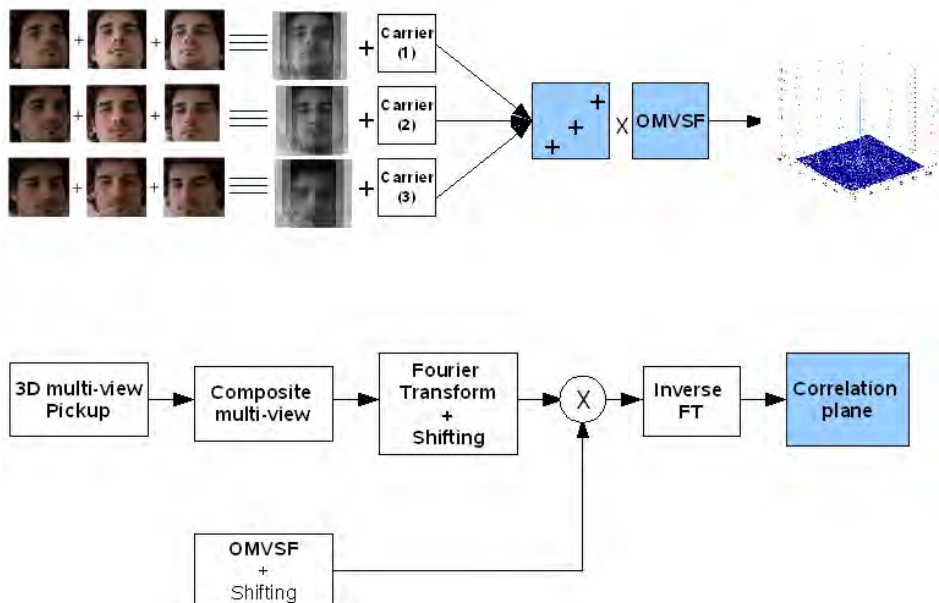 + + + Carrier
(1)
+ + + Carrier
(2)
+ + + Carrier
(3)
+
+
+
X OMVSF
3D multi-view
Pickup
Composite
multi-view
Fourier
Transform
+
Shifting
X
Inverse
FT
Correlation
plane
OMVSF
+
Shifting